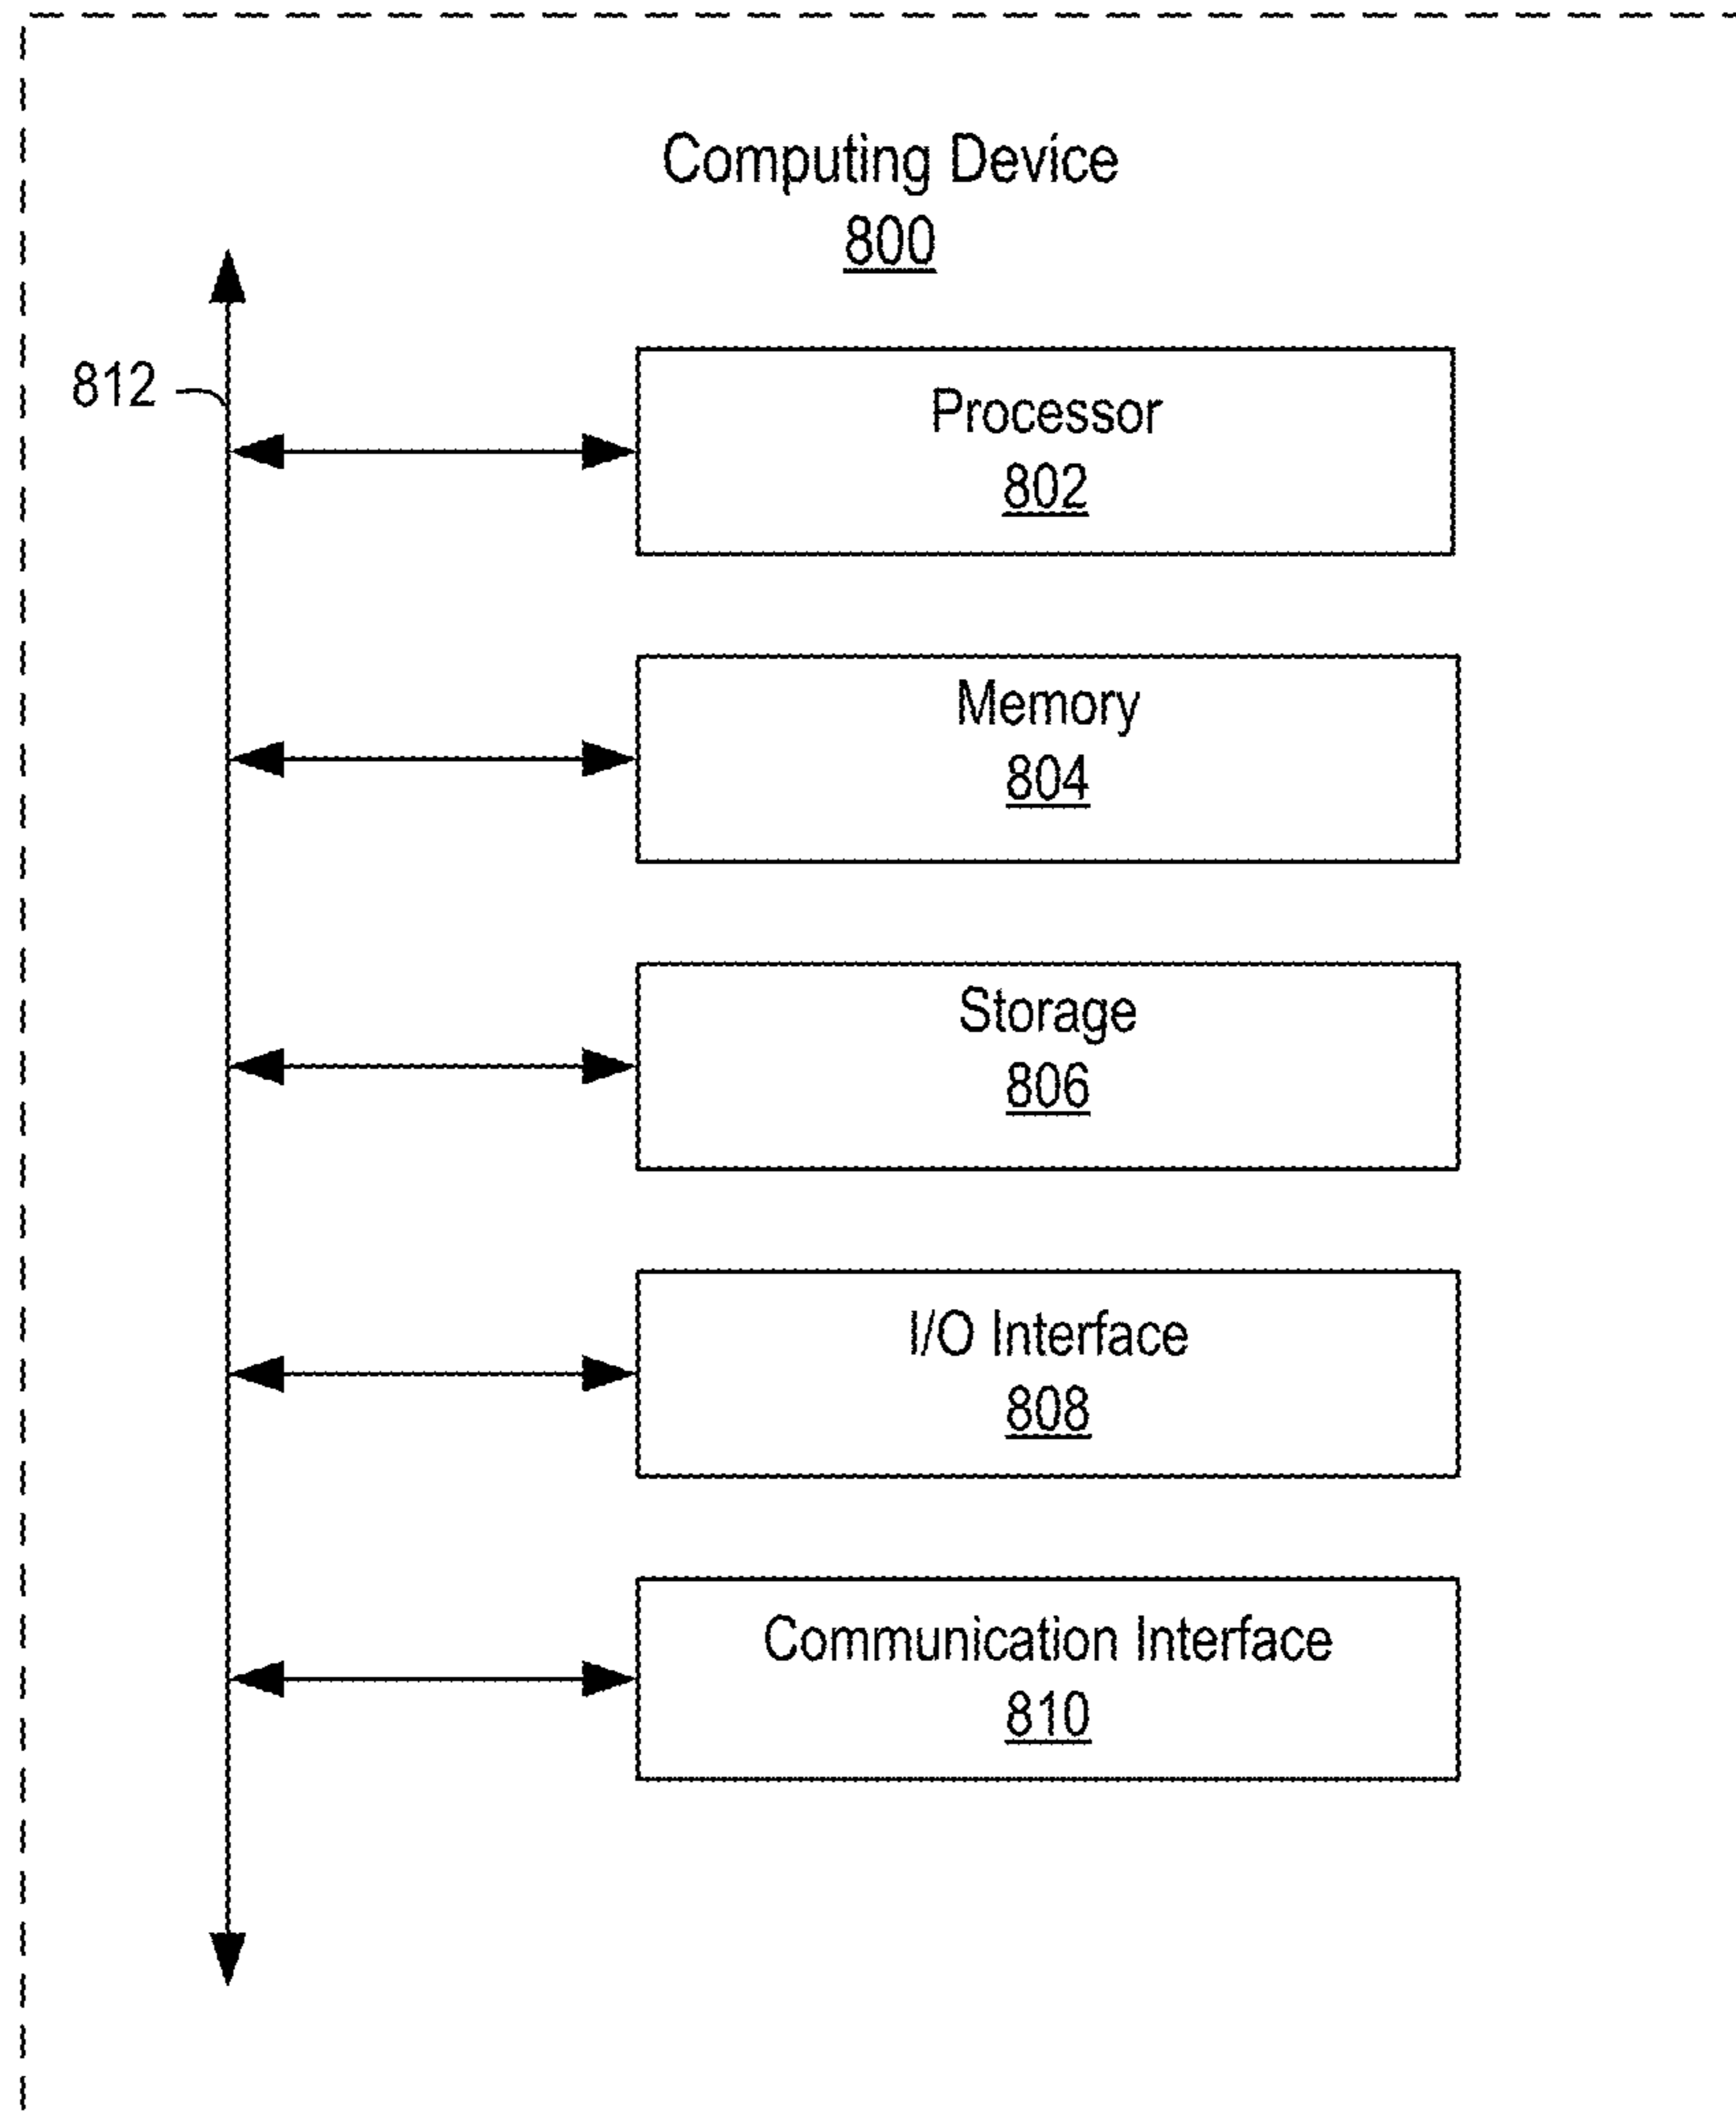 Computing Device
800
812
Processor
802
Memory
804
Storage
806
I/O Interface
808
Communication Interface
810